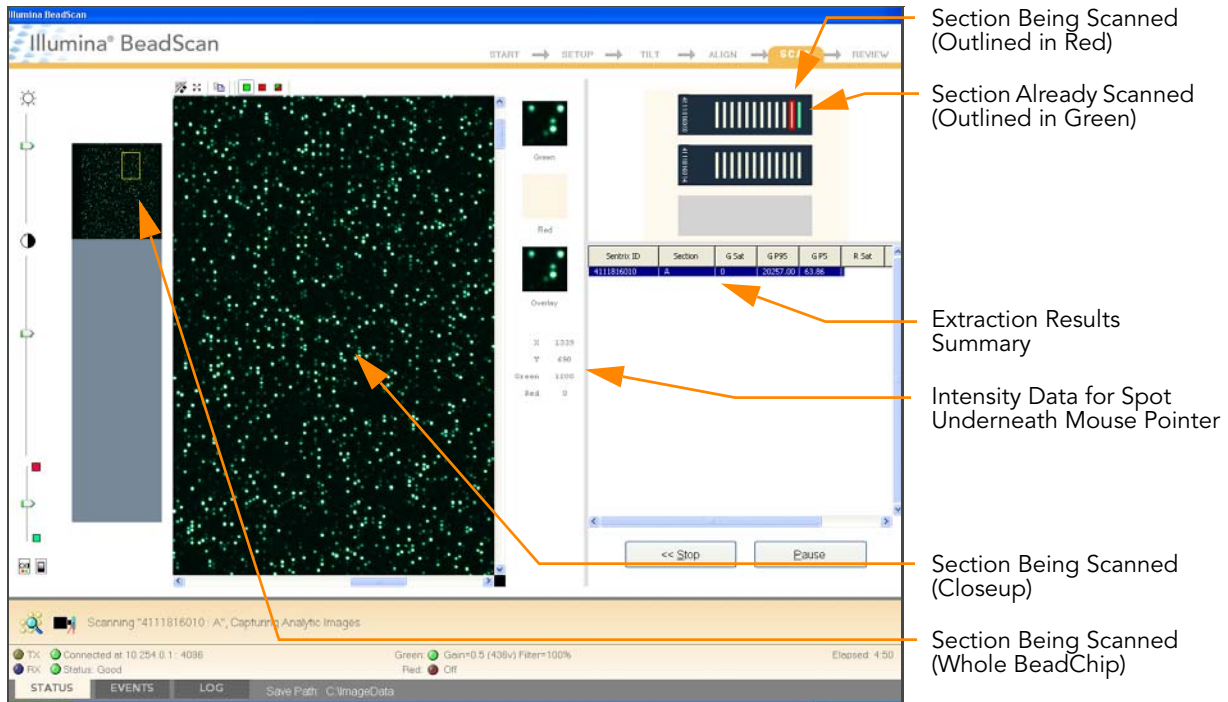 Illumina BeadScan
Illumina® BeadScan
START
SETUP
TILT
ALIGN
SCAN
REVIEW
Section Being Scanned
(Outlined in Red)
Section Already Scanned
(Outlined in Green)
4111816010
4111816014
Green
Red
Overlay
Sentrix ID Section G Sat G P95 G P5 R Sat
4111816010 A 0 20257.00 63.86
X 1339
Y 690
Green 1200
Red 0
Extraction Results
Summary
Intensity Data for Spot
Underneath Mouse Pointer
<< Stop
Pause
Section Being Scanned
(Closeup)
Scanning "4111816010 : A", Capturing Analytic Images
Section Being Scanned
(Whole BeadChip)
TX Connected at 10.254.0.1 : 4096 Green: Gain=0.5 (436v) Filter=100% Elapsed: 4:50
RX Status: Good Red: Off
STATUS EVENTS LOG Save Path: C:\ImageData